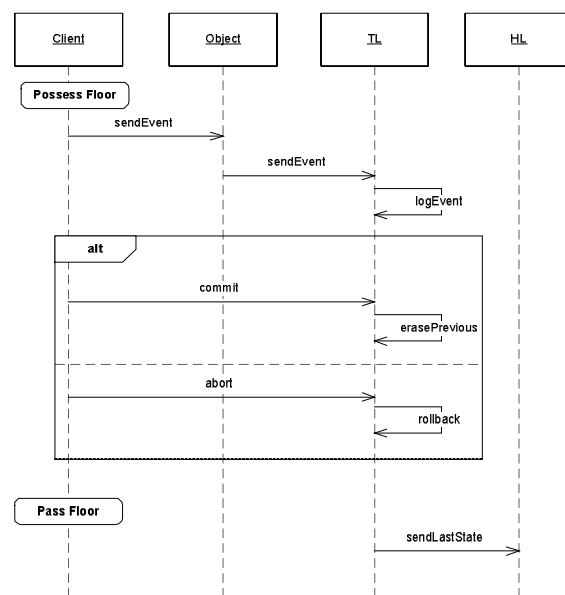 Client
Object
TL
HL
Possess Floor
sendEvent
sendEvent
logEvent
alt
commit
erasePrevious
abort
rollback
Pass Floor
sendLastState